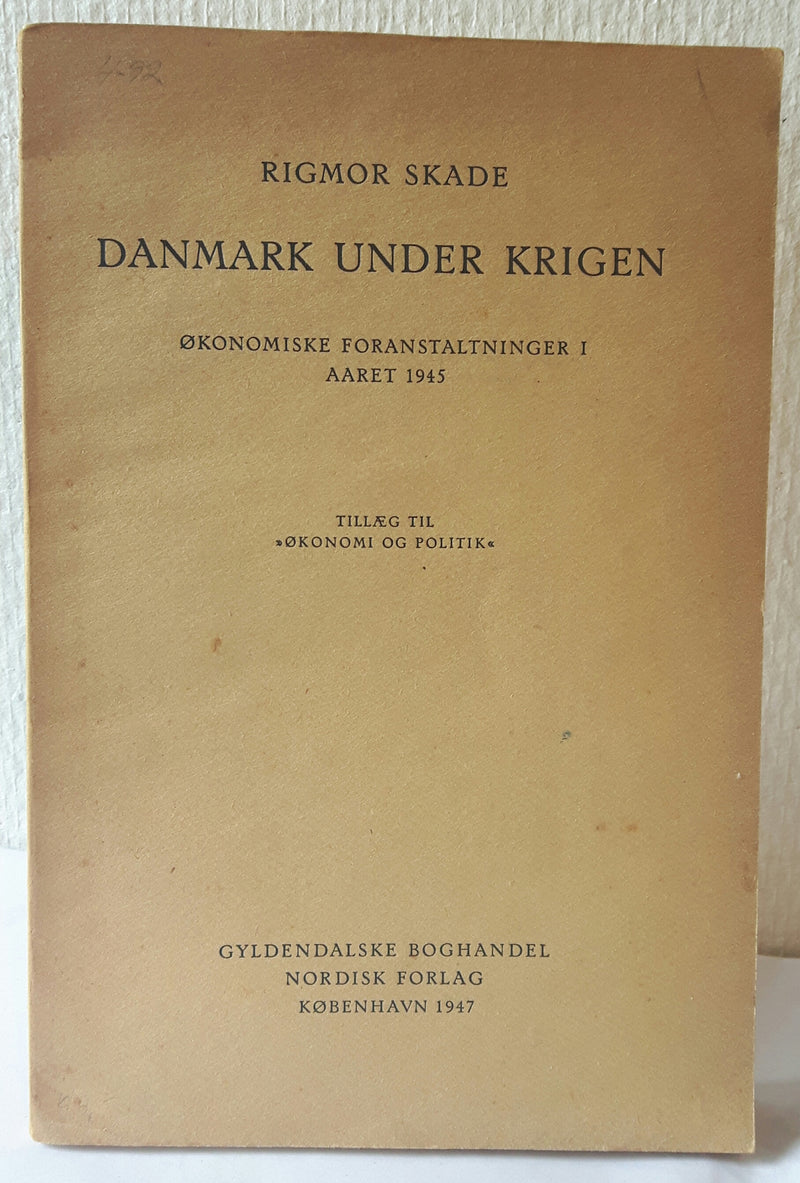 RIGMOR SKADE
DANMARK UNDER KRIGEN
ØKONOMISKE FORANSTALTNINGER I
AARET 1945
TILLÆG TIL
»ØKONOMI OG POLITIK«
GYLDENDALSKE BOGHANDEL
NORDISK FORLAG
KØBENHAVN 1947